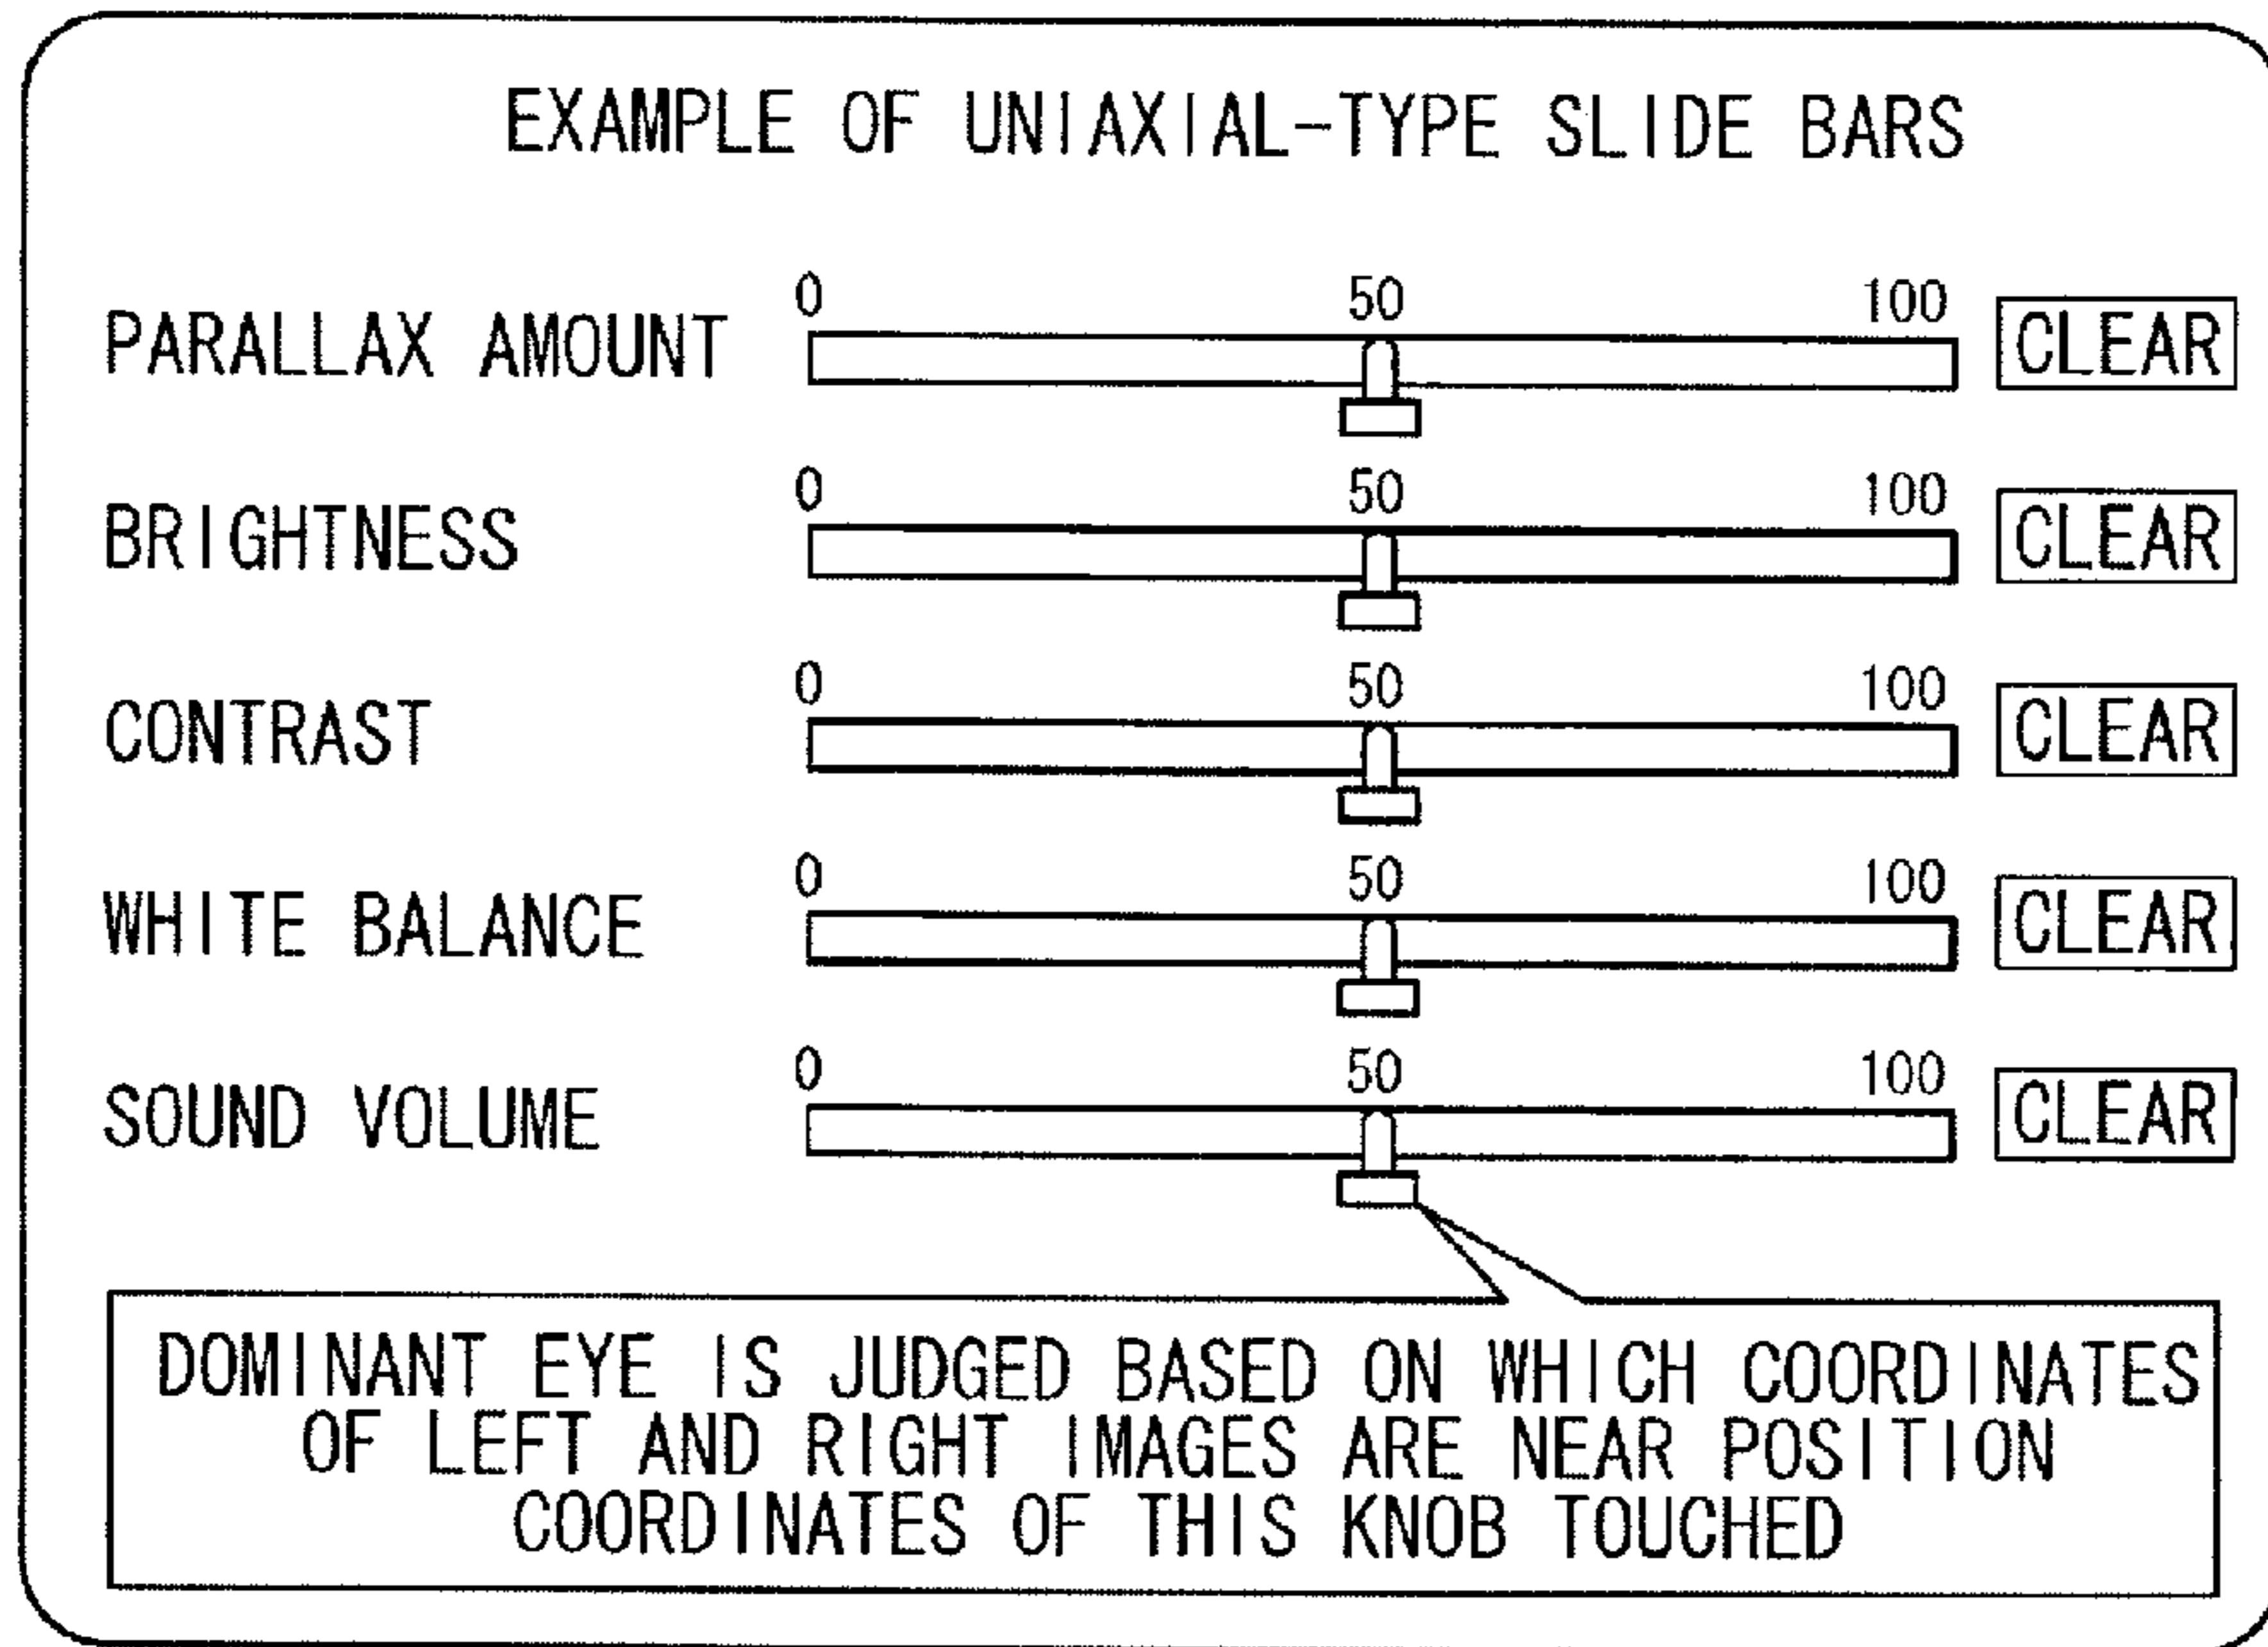 EXAMPLE OF UNIAXIAL-TYPE SLIDE BARS
0 50 100
PARALLAX AMOUNT CLEAR
0 50 100
BRIGHTNESS CLEAR
0 50 100
CONTRAST CLEAR
0 50 100
WHITE BALANCE CLEAR
0 50 100
SOUND VOLUME CLEAR
DOMINANT EYE IS JUDGED BASED ON WHICH COORDINATES
OF LEFT AND RIGHT IMAGES ARE NEAR POSITION
COORDINATES OF THIS KNOB TOUCHED